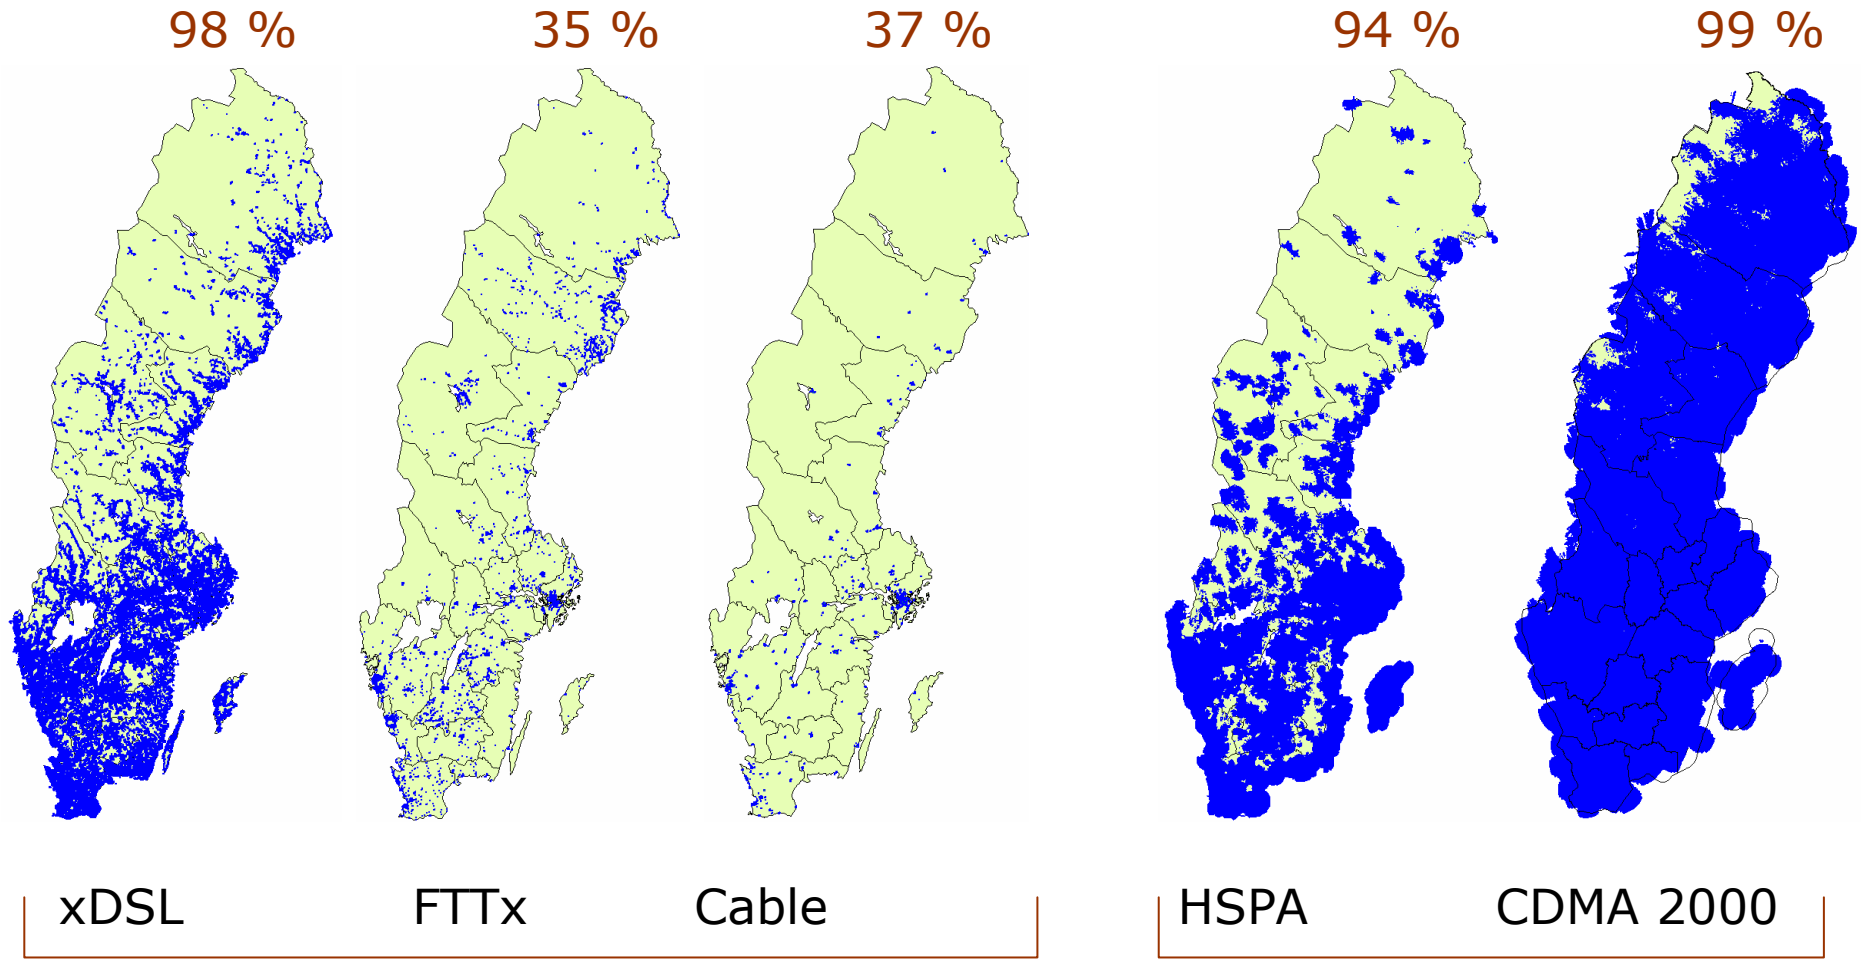 98 % 35 % 37 % 94 % 99 %
xDSL FTTx Cable HSPA CDMA 2000